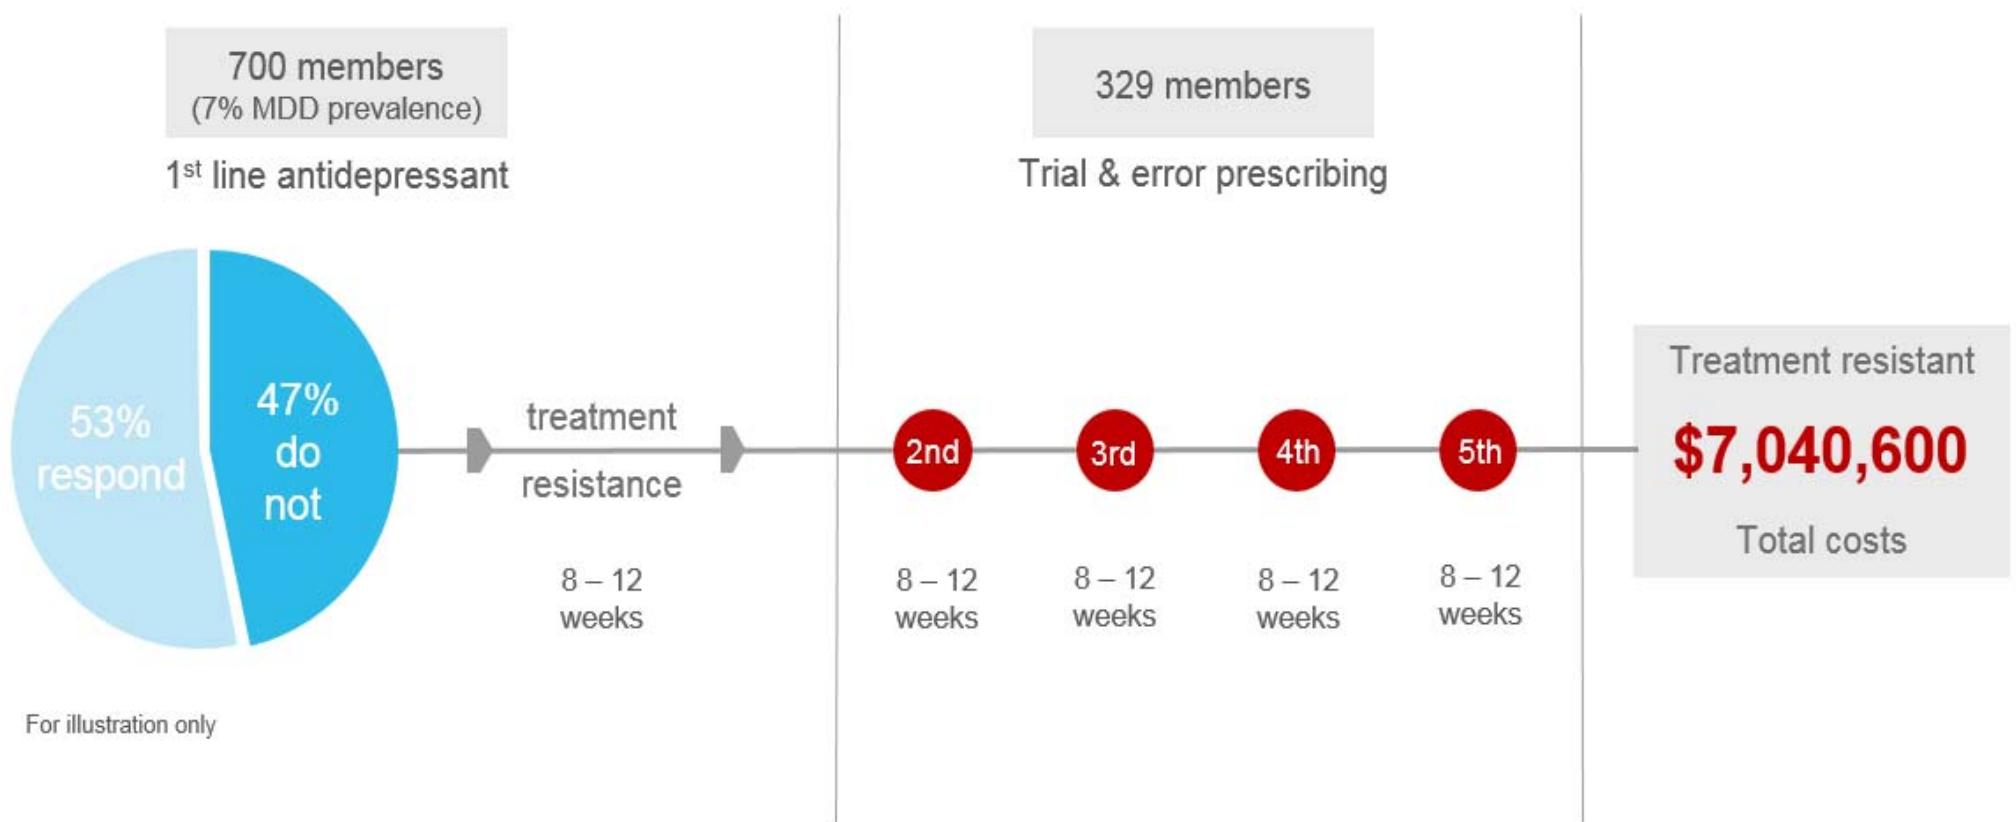 700 members
(7% MDD prevalence)
1st line antidepressant
53%
respond
47%
do
not
treatment
resistance
8 – 12
weeks
For illustration only
329 members
Trial & error prescribing
2nd
3rd
4th
5th
8 – 12
weeks
8 – 12
weeks
8 – 12
weeks
8 – 12
weeks
Treatment resistant
$7,040,600
Total costs